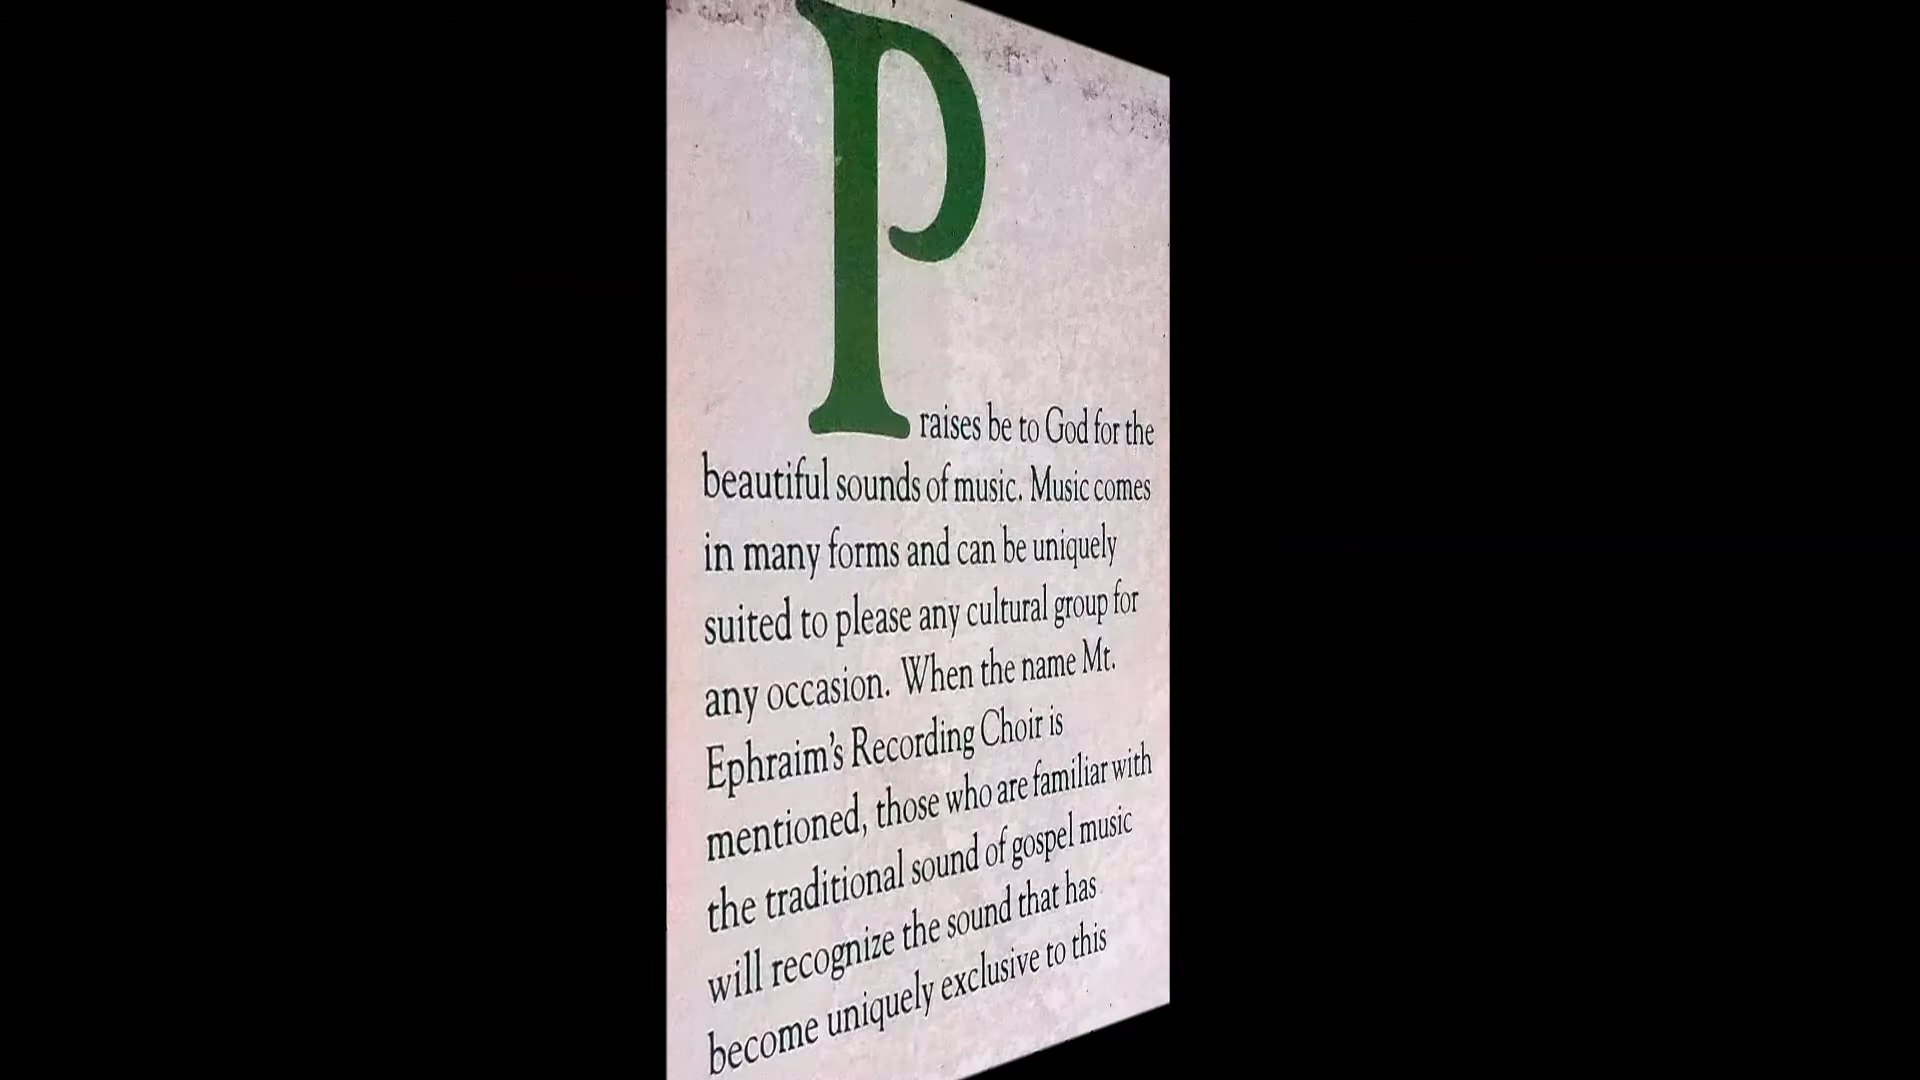 Praises be to God for the
beautiful sounds of music. Music comes
in many forms and can be uniquely
suited to please any cultural group for
any occasion. When the name Mt.
Ephraim's Recording Choir is
mentioned, those who are familiar with
the traditional sound of gospel music
will recognize the sound that has
become uniquely exclusive to this